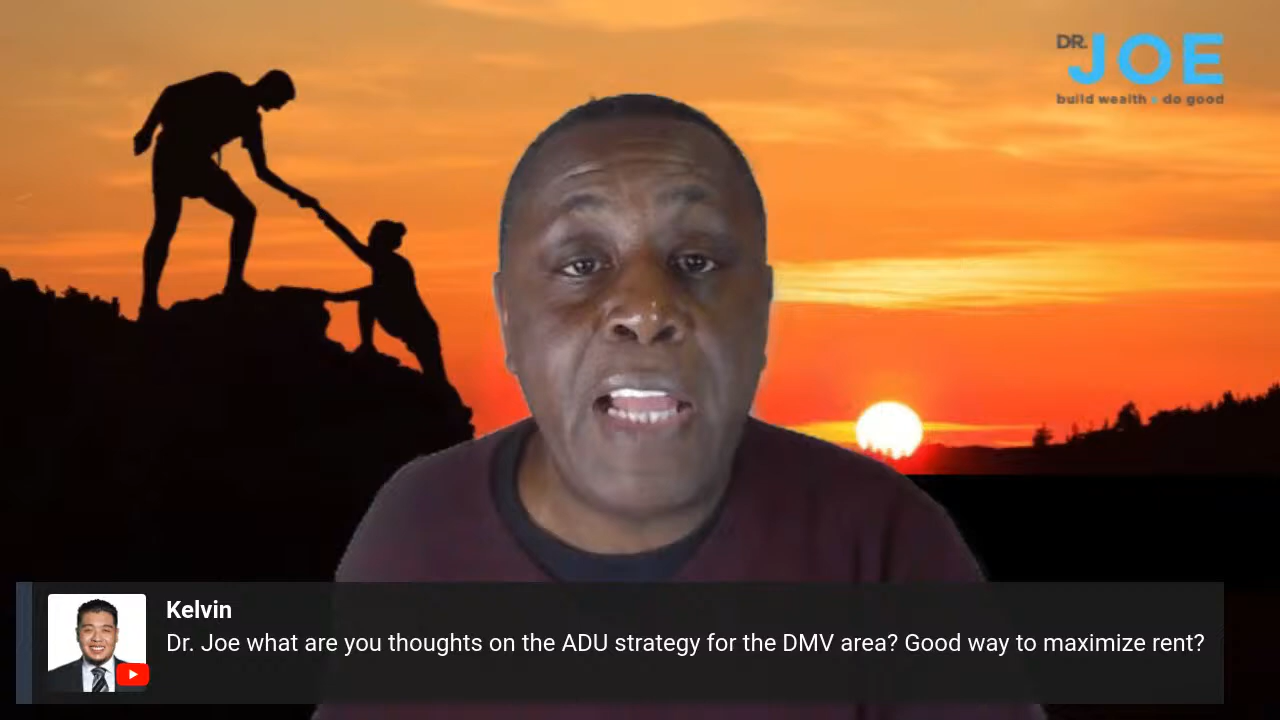 DR. JOE
build wealth & do good
Kelvin
Dr. Joe what are you thoughts on the ADU strategy for the DMV area? Good way to maximize rent?